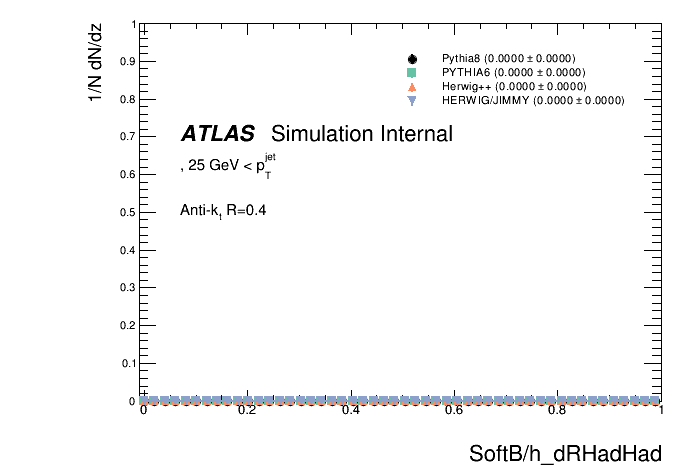 1/N dN/dz
1
0.9
0.8
0.7
0.6
0.5
0.4
0.3
0.2
0.1
0
Pythia8 (0.0000 ± 0.0000)
PYTHIA6 (0.0000 ± 0.0000)
Herwig++ (0.0000 ± 0.0000)
HERWIG/JIMMY (0.0000 ± 0.0000)
ATLAS Simulation Internal
, 25 GeV < p_T^jet
Anti-k_t R=0.4
0 0.2 0.4 0.6 0.8 1
SoftB/h_dRHadHad